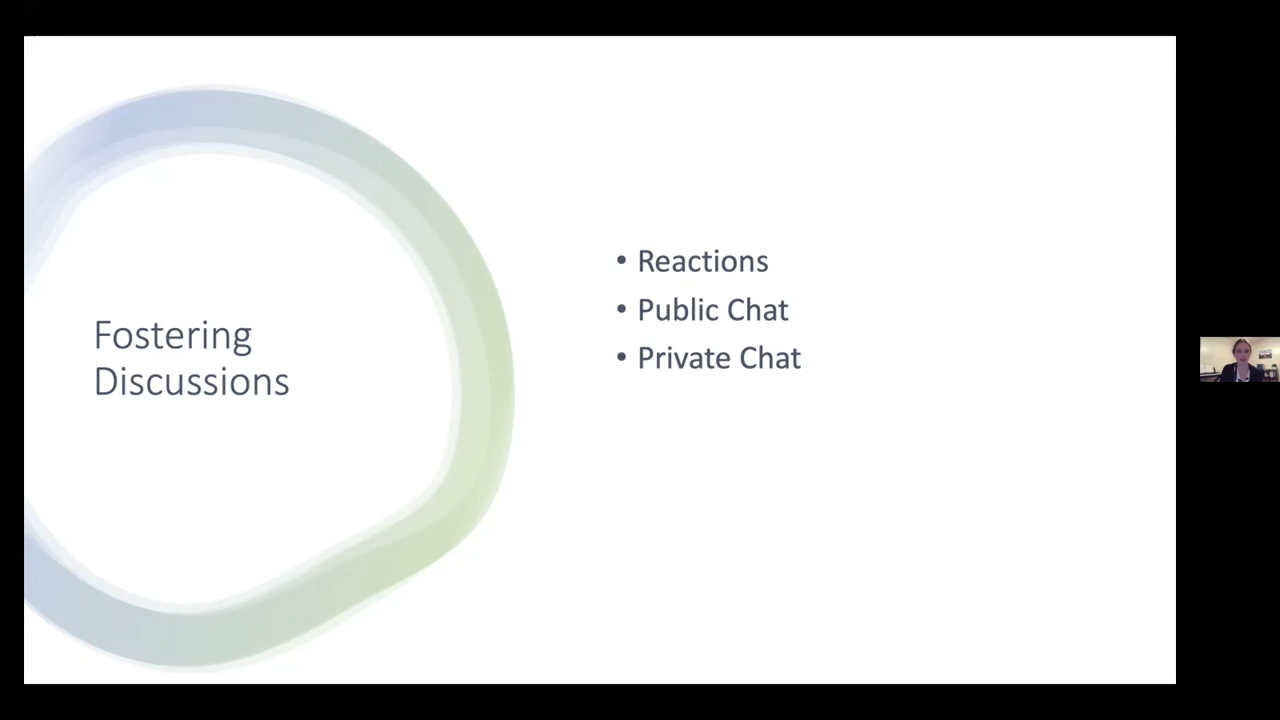 Fostering
Discussions
• Reactions
• Public Chat
• Private Chat